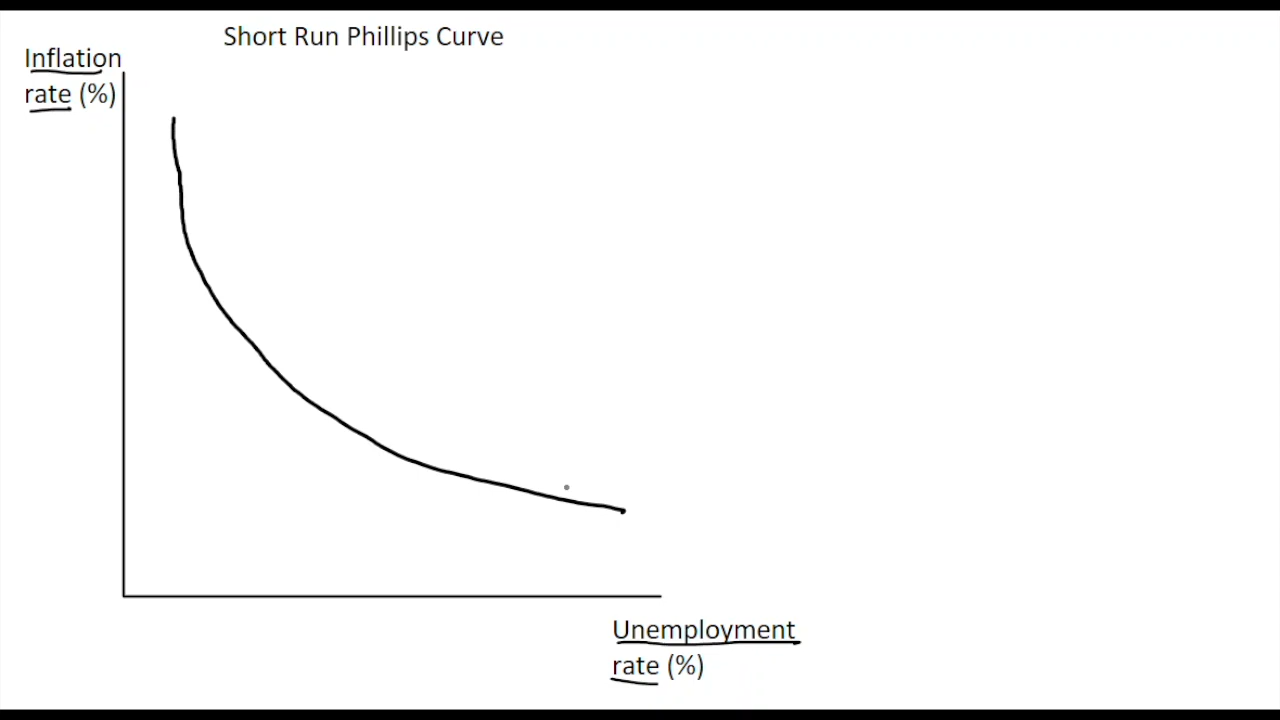 Short Run Phillips Curve
Inflation
rate (%)
Unemployment
rate (%)